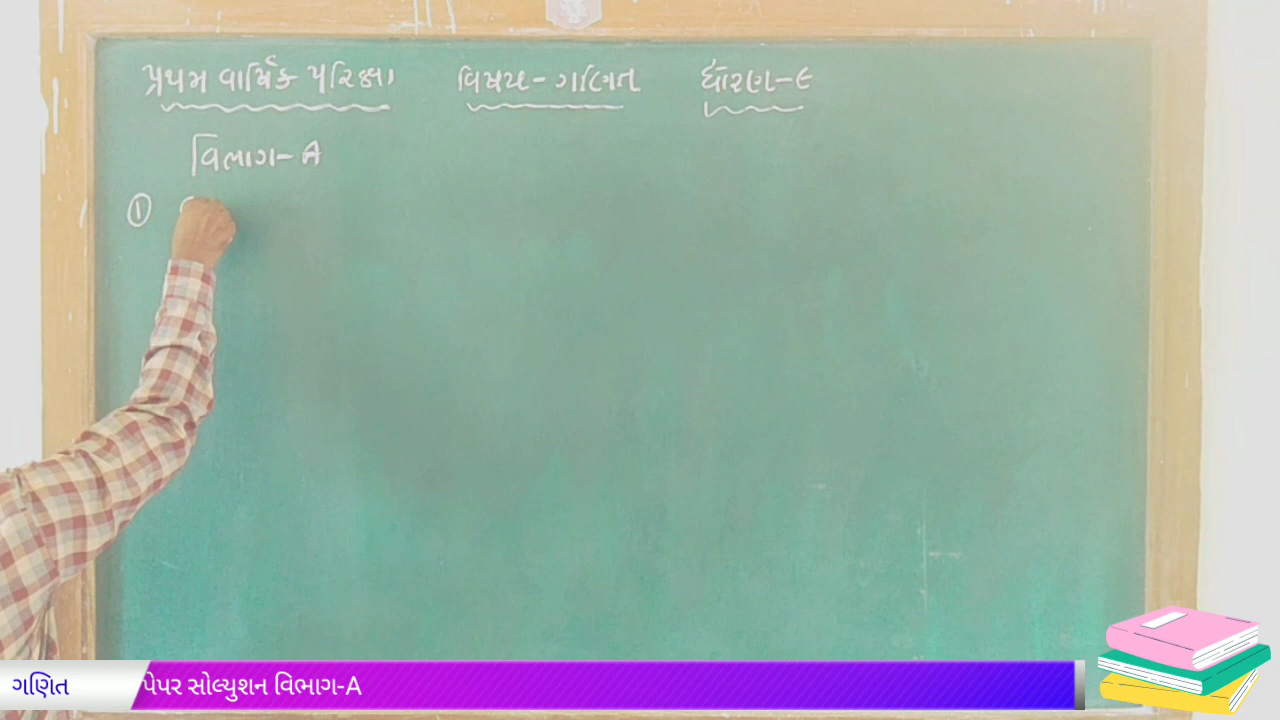 પ્રથમ વાર્ષિક પરિક્ષા વિષય- ગણિત ધોરણ-૯
વિભાગ- A
①
ગણિત પેપર સોલ્યુશન વિભાગ-A